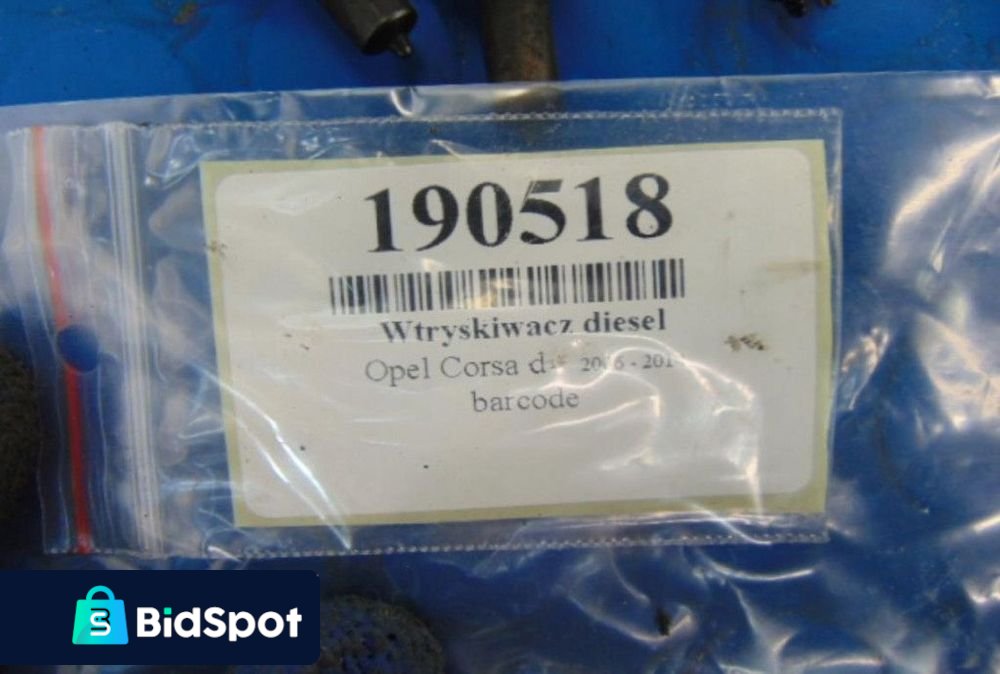 190518
Wtryskiwacz diesel
Opel Corsa
barcode
BidSpot